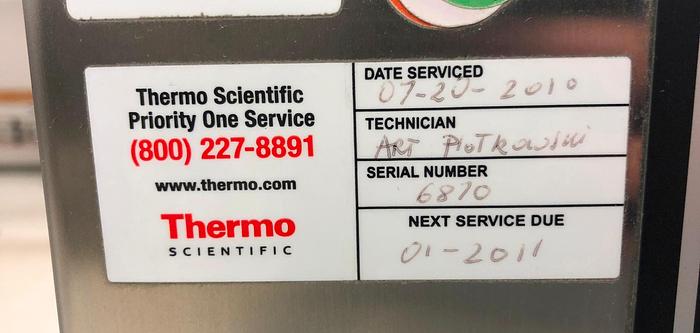 Thermo Scientific
Priority One Service
(800) 227-8891
www.thermo.com
Thermo
SCIENTIFIC
DATE SERVICED
07-20-2010
TECHNICIAN
ART PIOTKOWSKI
SERIAL NUMBER
6870
NEXT SERVICE DUE
01-2011